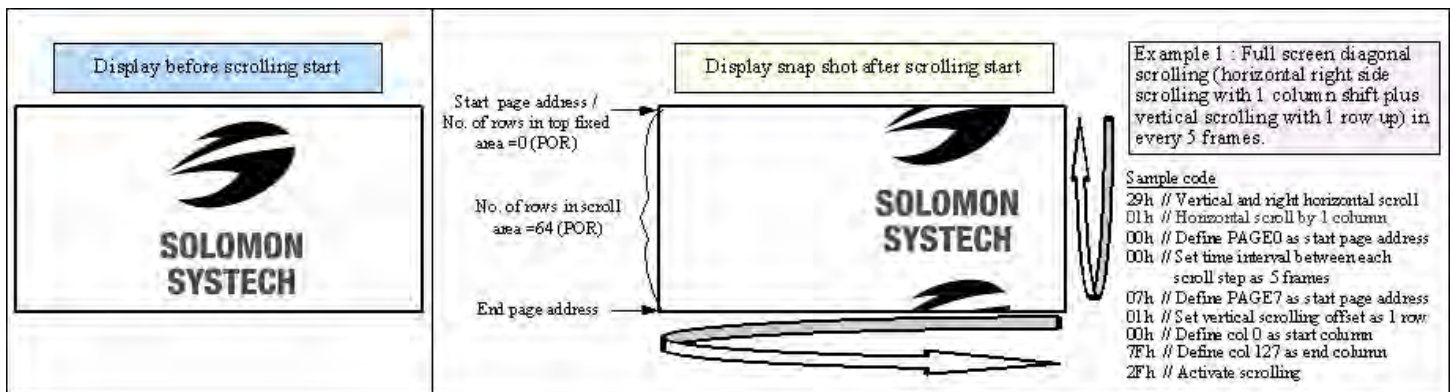 Display before scrolling start
SOLOMON
SYSTECH
Display snap shot after scrolling start
Start page address /
No. of rows in top fixed
area =0 (POR)
No. of rows in scroll
area =64 (POR)
End page address
SOLOMON
SYSTECH
Example 1 : Full screen diagonal
scrolling (horizontal right side
scrolling with 1 column shift plus
vertical scrolling with 1 row up) in
every 5 frames.
Sample code
29h // Vertical and right horizontal scroll
01h // Horizontal scroll by 1 column
00h // Define PAGE0 as start page address
00h // Set time interval between each
scroll step as 5 frames
07h // Define PAGE7 as start page address
01h // Set vertical scrolling offset as 1 row
00h // Define col 0 as start column
7Fh // Define col 127 as end column
2Fh // Activate scrolling